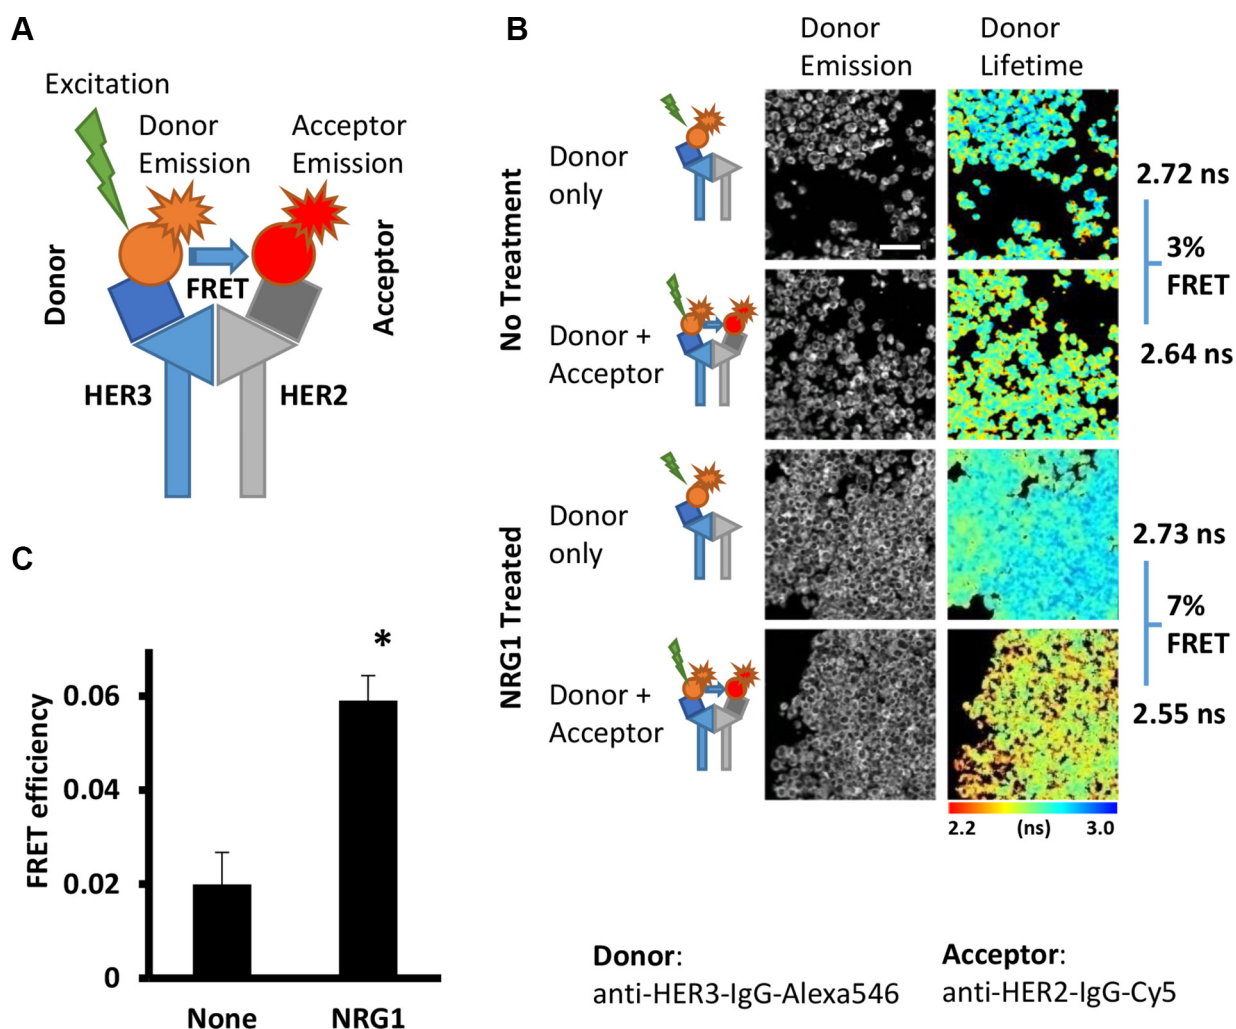 A
Excitation
Donor
Emission
Acceptor
Emission
Donor
FRET
Acceptor
HER3
HER2
B
Donor
Emission
Donor
Lifetime
No Treatment
Donor
only
2.72 ns
3%
FRET
Donor +
Acceptor
2.64 ns
NRG1 Treated
Donor
only
2.73 ns
7%
FRET
Donor +
Acceptor
2.55 ns
2.2 (ns) 3.0
Donor:
anti-HER3-IgG-Alexa546
Acceptor:
anti-HER2-IgG-Cy5
C
FRET efficiency
*
0.06
0.04
0.02
0
None
NRG1